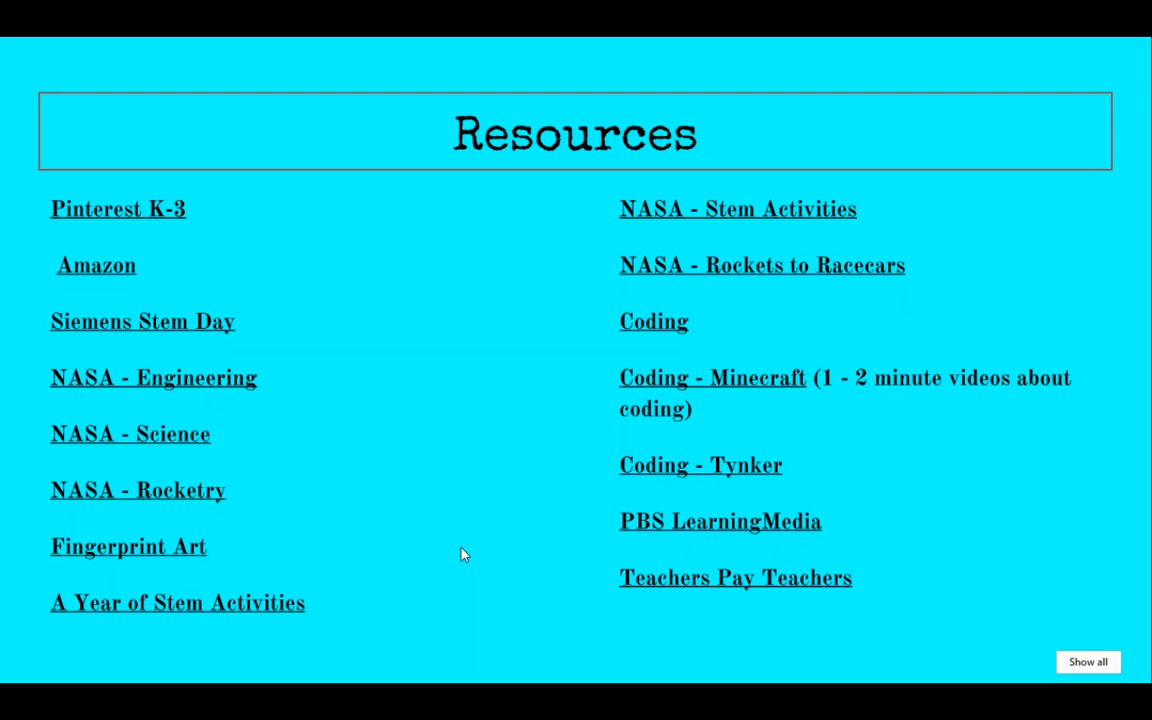 Resources
Pinterest K-3
Amazon
Siemens Stem Day
NASA - Engineering
NASA - Science
NASA - Rocketry
Fingerprint Art
A Year of Stem Activities
NASA - Stem Activities
NASA - Rockets to Racecars
Coding
Coding - Minecraft (1 - 2 minute videos about
coding)
Coding - Tynker
PBS LearningMedia
Teachers Pay Teachers
Show all